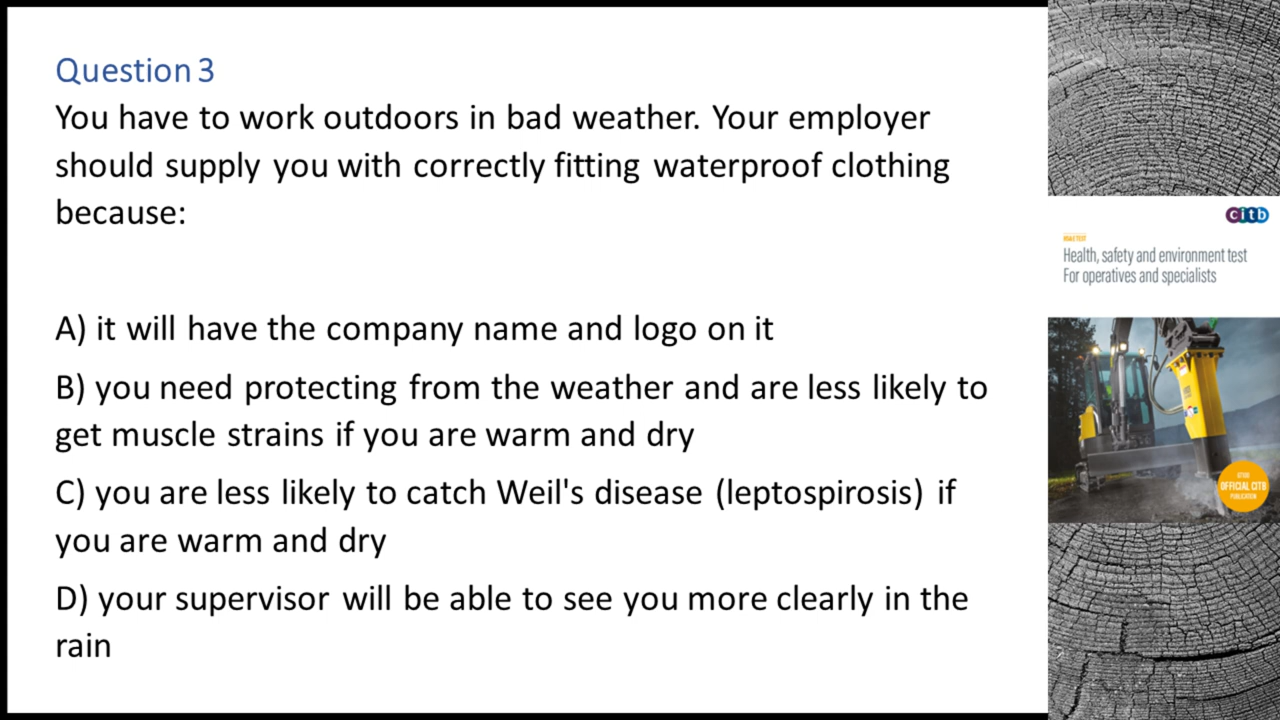 Question 3
You have to work outdoors in bad weather. Your employer
should supply you with correctly fitting waterproof clothing
because:
A) it will have the company name and logo on it
B) you need protecting from the weather and are less likely to
get muscle strains if you are warm and dry
C) you are less likely to catch Weil's disease (leptospirosis) if
you are warm and dry
D) your supervisor will be able to see you more clearly in the
rain
citb
Health, safety and environment test
For operatives and specialists
OFFICIAL CITB
PUBLICATION